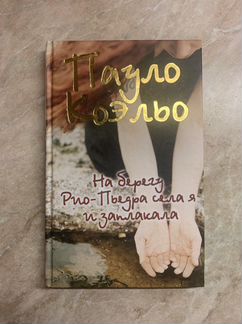 Пауло
Коэльо
На берегу
Рио-Пьедра села я
и заплакала